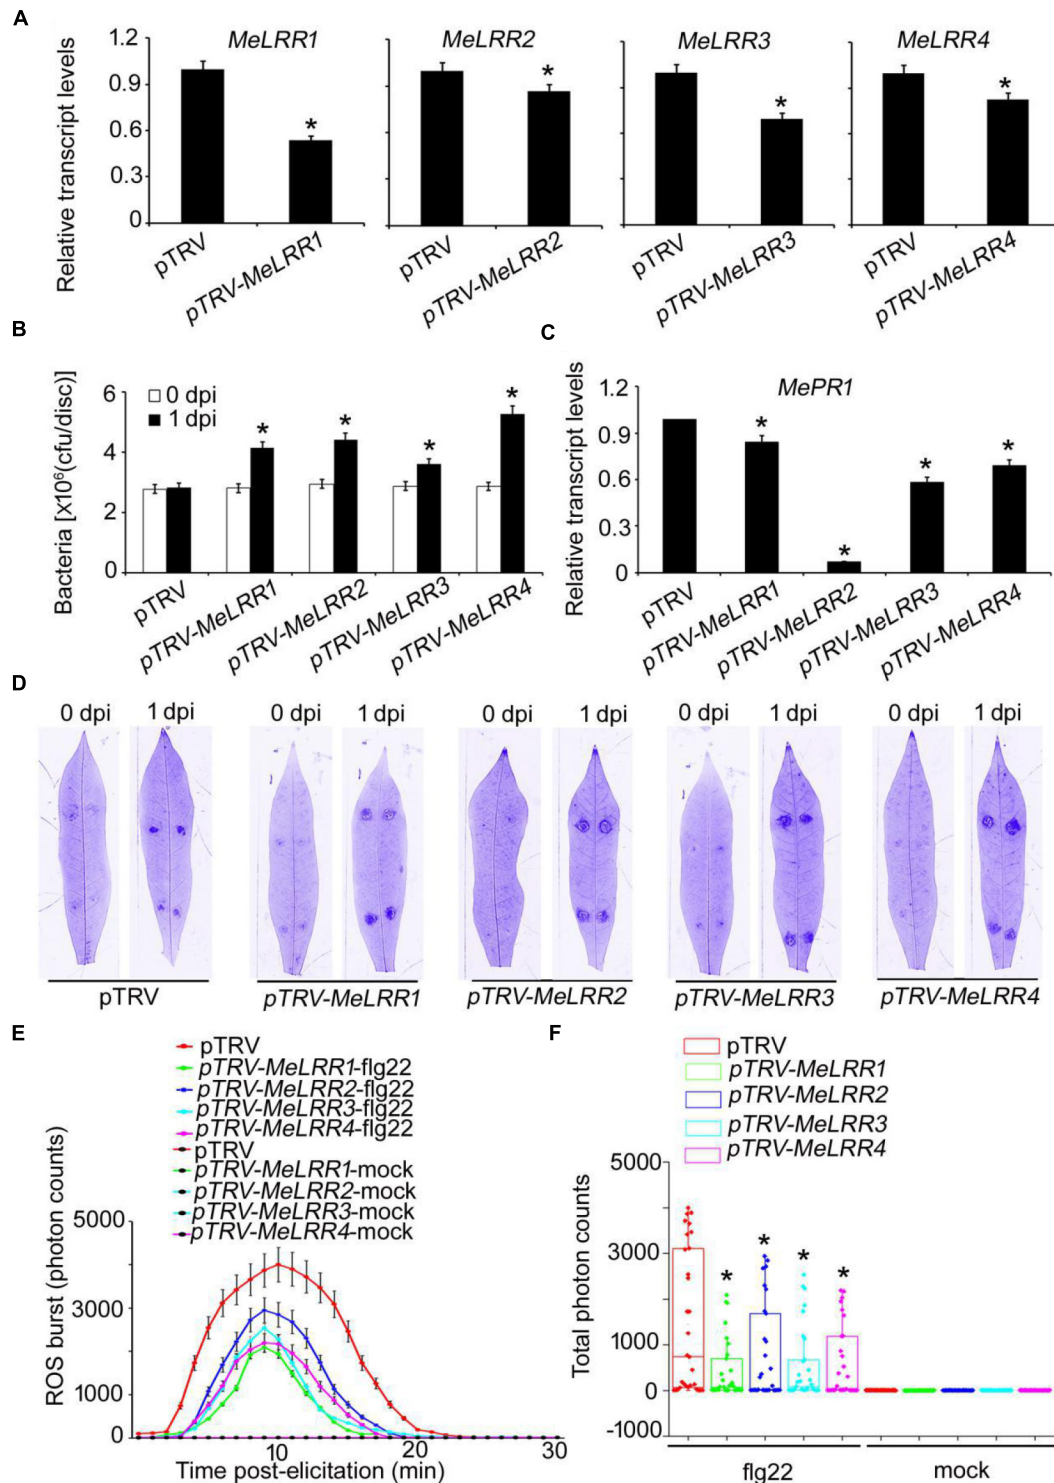 A
MeLRR1
MeLRR2
MeLRR3
MeLRR4
Relative transcript levels
1.2
0.9
0.6
0.3
0
*
*
*
*
pTRV
pTRV-MeLRR1
pTRV
pTRV-MeLRR2
pTRV
pTRV-MeLRR3
pTRV
pTRV-MeLRR4
B
Bacteria [x10⁶(cfu/disc)]
6
4
2
0
0 dpi
1 dpi
*
*
*
*
pTRV
pTRV-MeLRR1
pTRV-MeLRR2
pTRV-MeLRR3
pTRV-MeLRR4
C
MePR1
Relative transcript levels
1.2
0.9
0.6
0.3
0
*
*
*
*
pTRV
pTRV-MeLRR1
pTRV-MeLRR2
pTRV-MeLRR3
pTRV-MeLRR4
D
0 dpi 1 dpi
0 dpi 1 dpi
0 dpi 1 dpi
0 dpi 1 dpi
0 dpi 1 dpi
pTRV
pTRV-MeLRR1
pTRV-MeLRR2
pTRV-MeLRR3
pTRV-MeLRR4
E
pTRV
pTRV-MeLRR1-flg22
pTRV-MeLRR2-flg22
pTRV-MeLRR3-flg22
pTRV-MeLRR4-flg22
pTRV
pTRV-MeLRR1-mock
pTRV-MeLRR2-mock
pTRV-MeLRR3-mock
pTRV-MeLRR4-mock
ROS burst (photon counts)
5000
3000
1000
0
10
20
30
Time post-elicitation (min)
F
pTRV
pTRV-MeLRR1
pTRV-MeLRR2
pTRV-MeLRR3
pTRV-MeLRR4
Total photon counts
5000
3000
1000
0
-1000
*
*
*
*
flg22
mock